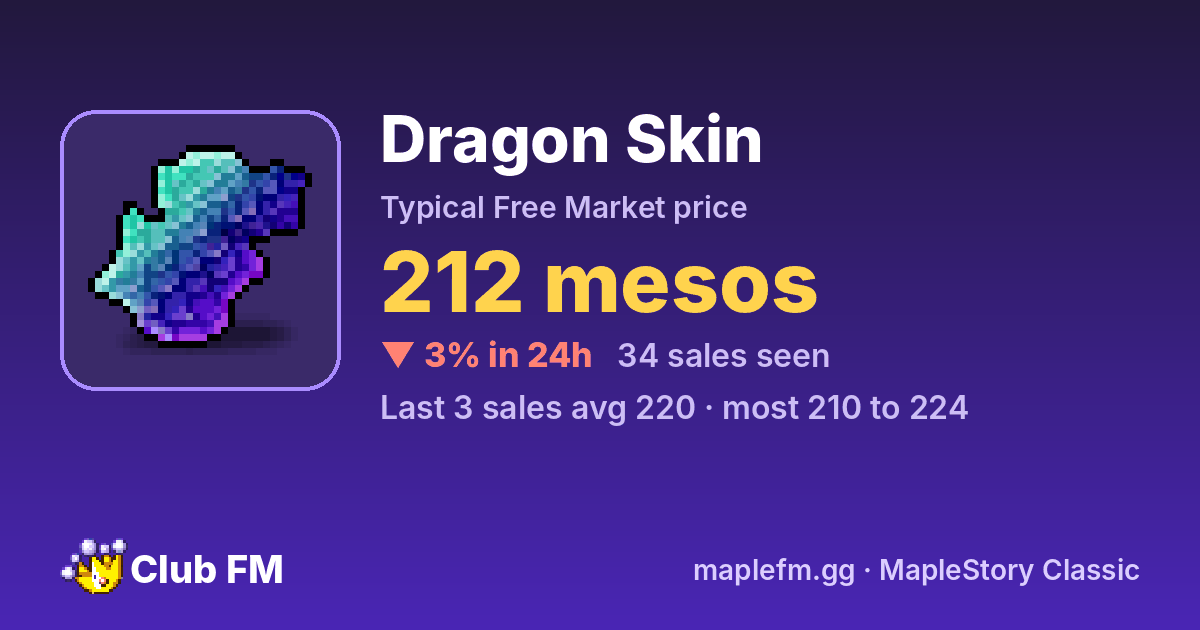 Dragon Skin
Typical Free Market price
212 mesos
▼ 3% in 24h 34 sales seen
Last 3 sales avg 220 · most 210 to 224
Club FM
maplefm.gg · MapleStory Classic